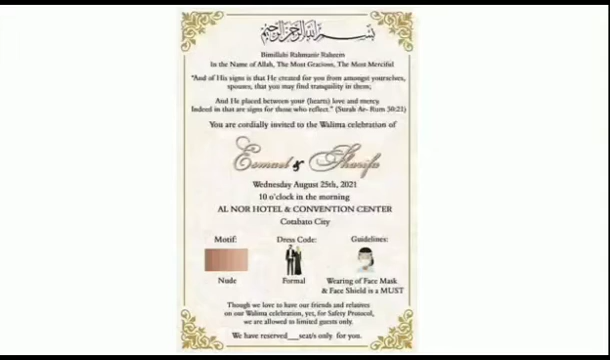 بسم الله الرحمن الرحيم
Bimillahi Rahmanir Raheem
In the Name of Allah, The Most Gracious, The Most Merciful
"And of His signs is that He created for you from amongst yourselves,
spouses, that you may find tranquility in them;
And He placed between your (hearts) love and mercy.
Indeed in that are signs for those who reflect." (Surah Ar- Rum 30:21)
You are cordially invited to the Walima celebration of
Esmael & Sharifa
Wednesday August 25th, 2021
10 o'clock in the morning
AL NOR HOTEL & CONVENTION CENTER
Cotabato City
Motif: Dress Code: Guidelines:
Nude Formal Wearing of Face Mask
& Face Shield is a MUST
Though we love to have our friends and relatives
on our Walima celebration, yet, for Safety Protocol,
we are allowed to limited guests only.
We have reserved___seat/s only for you.